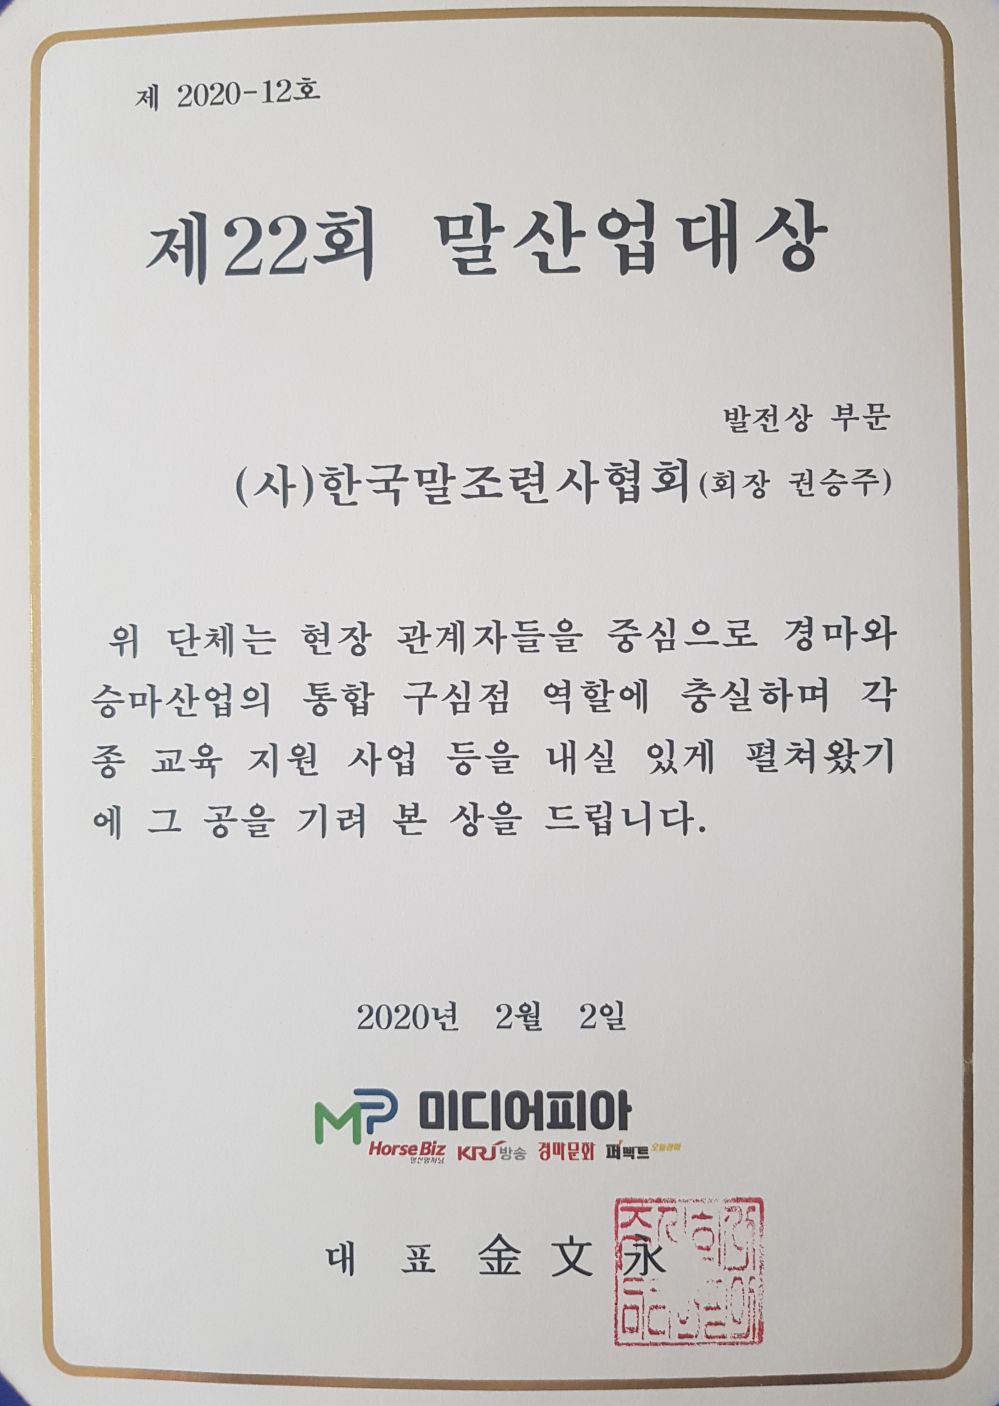 제 2020-12호
제22회 말산업대상
발전상 부문
(사)한국말조련사협회(회장 권승주)
위 단체는 현장 관계자들을 중심으로 경마와
승마산업의 통합 구심점 역할에 충실하며 각
종 교육 지원 사업 등을 내실 있게 펼쳐왔기
에 그 공을 기려 본 상을 드립니다.
2020년 2월 2일
MP 미디어피아
Horse Biz KRJ방송 경마문화 퍼펙트
대 표 金 文 永